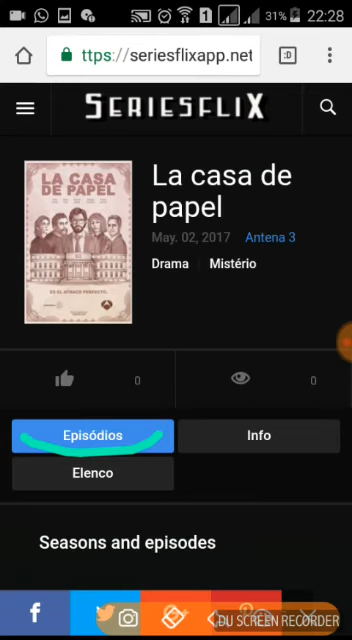 31% 22:28
ttps://seriesflixapp.net
:D
SERIESFLIX
LA CASA
DE PAPEL
La casa de
papel
May. 02, 2017 Antena 3
Drama Mistério
0 0
Episódios Info
Elenco
Seasons and episodes
DU SCREEN RECORDER